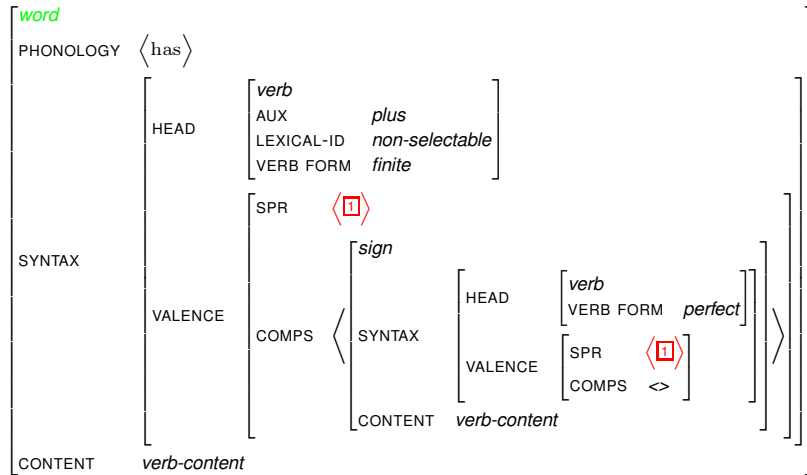 word
PHONOLOGY ⟨has⟩
verb
AUX plus
HEAD
LEXICAL-ID non-selectable
VERB FORM finite
SPR ⟨1⟩
sign
SYNTAX
verb
HEAD
VERB FORM perfect
VALENCE
COMPS
SYNTAX
SPR ⟨1⟩
VALENCE
COMPS <>
CONTENT verb-content
CONTENT verb-content